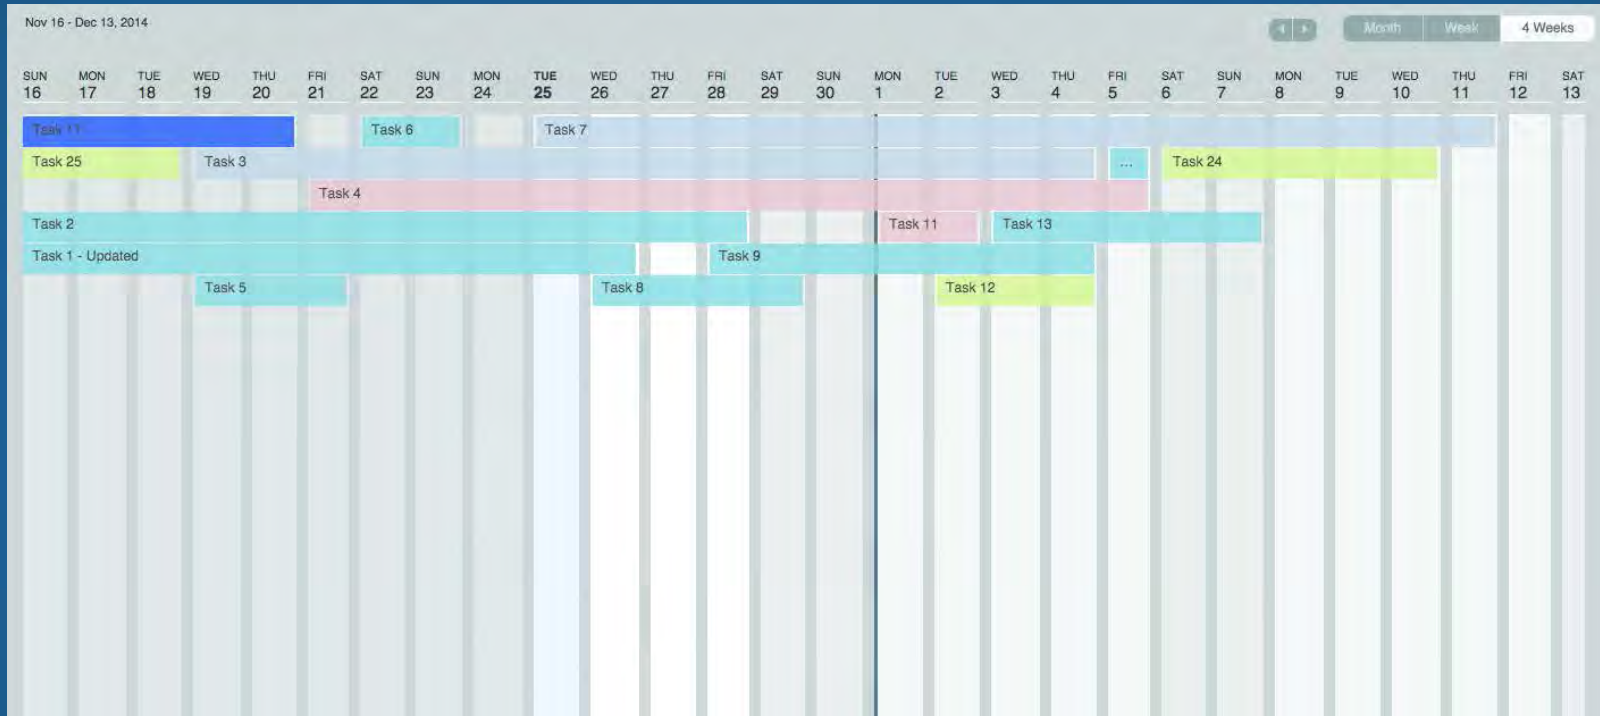 Nov 16 - Dec 13, 2014
Month Week 4 Weeks
SUN MON TUE WED THU FRI SAT SUN MON TUE WED THU FRI SAT SUN MON TUE WED THU FRI SAT SUN MON TUE WED THU FRI SAT
16 17 18 19 20 21 22 23 24 25 26 27 28 29 30 1 2 3 4 5 6 7 8 9 10 11 12 13
Task 11 Task 6 Task 7
Task 25 Task 3 ... Task 24
Task 4
Task 2 Task 11 Task 13
Task 1 - Updated Task 9
Task 5 Task 8 Task 12